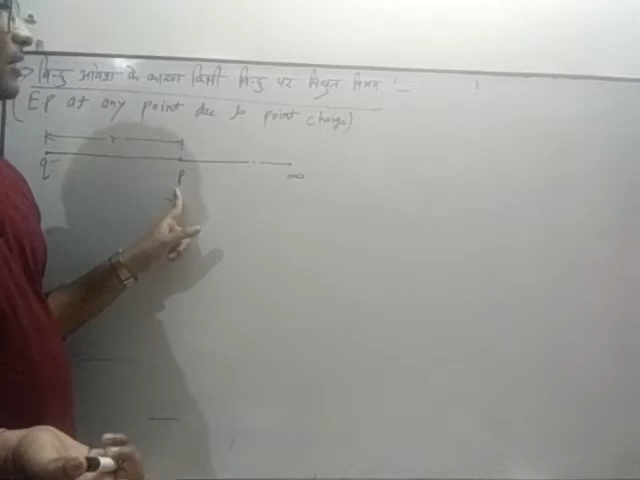 → बिन्दु आवेश के कारण किसी बिन्दु पर विद्युत विभव :-
(EP at any point due to point charge)
r
q
P
∞